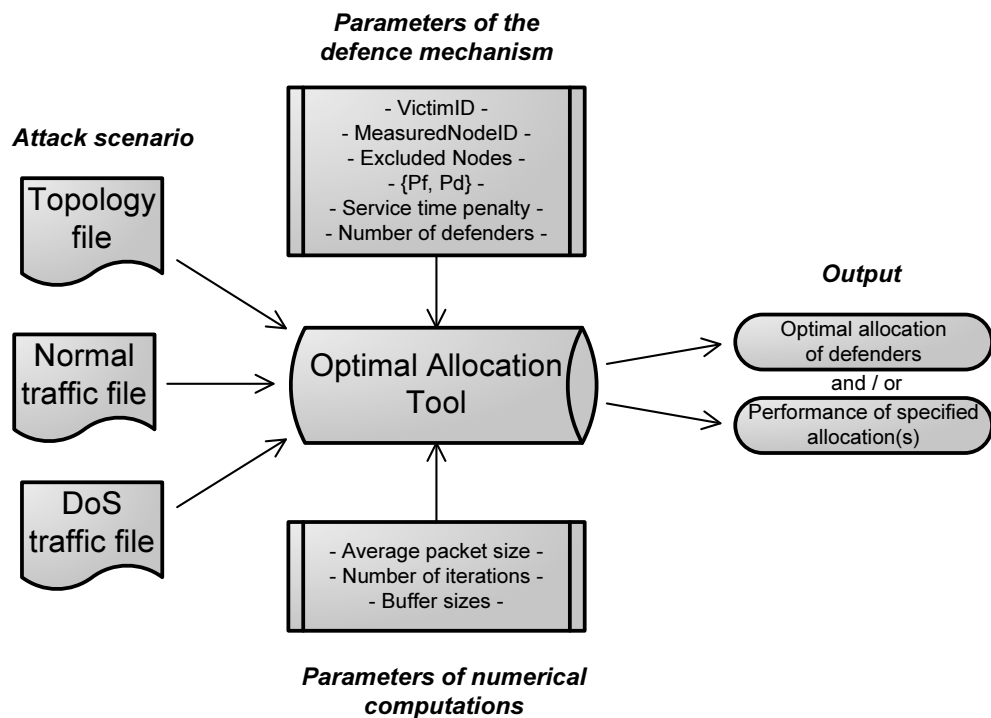 Parameters of the
defence mechanism
- VictimID -
- MeasuredNodeID -
- Excluded Nodes -
- {Pf, Pd} -
- Service time penalty -
- Number of defenders -
Attack scenario
Topology
file
Normal
traffic file
DoS
traffic file
Optimal Allocation
Tool
Output
Optimal allocation
of defenders
and / or
Performance of specified
allocation(s)
- Average packet size -
- Number of iterations -
- Buffer sizes -
Parameters of numerical
computations